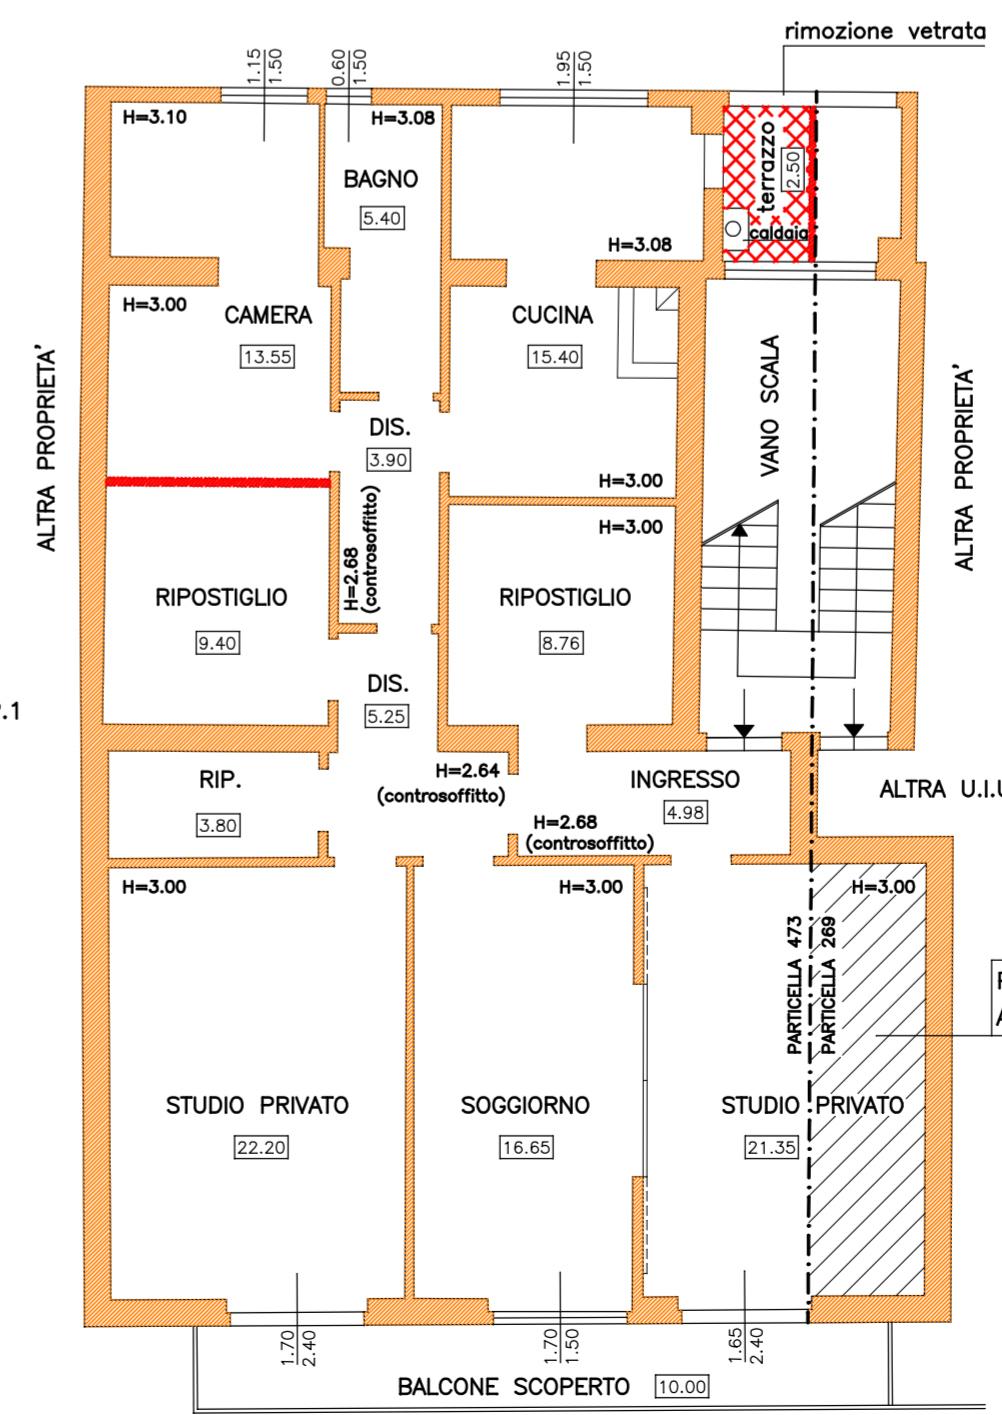 rimozione vetrata
1.15
1.50
0.60
1.50
1.95
1.50
H=3.10
H=3.08
BAGNO
5.40
terrazzo
2.50
caldaia
H=3.08
H=3.00
CAMERA
13.55
CUCINA
15.40
VANO SCALA
ALTRA PROPRIETA'
ALTRA PROPRIETA'
DIS.
3.90
H=3.00
H=3.00
H=2.68
(controsoffitto)
RIPOSTIGLIO
9.40
RIPOSTIGLIO
8.76
DIS.
5.25
.1
RIP.
3.80
H=2.64
(controsoffitto)
INGRESSO
4.98
H=2.68
(controsoffitto)
ALTRA U.I.U
H=3.00
H=3.00
H=3.00
PARTICELLA 473
PARTICELLA 269
STUDIO PRIVATO
22.20
SOGGIORNO
16.65
STUDIO PRIVATO
21.35
1.70
2.40
1.70
1.50
1.65
2.40
BALCONE SCOPERTO
10.00